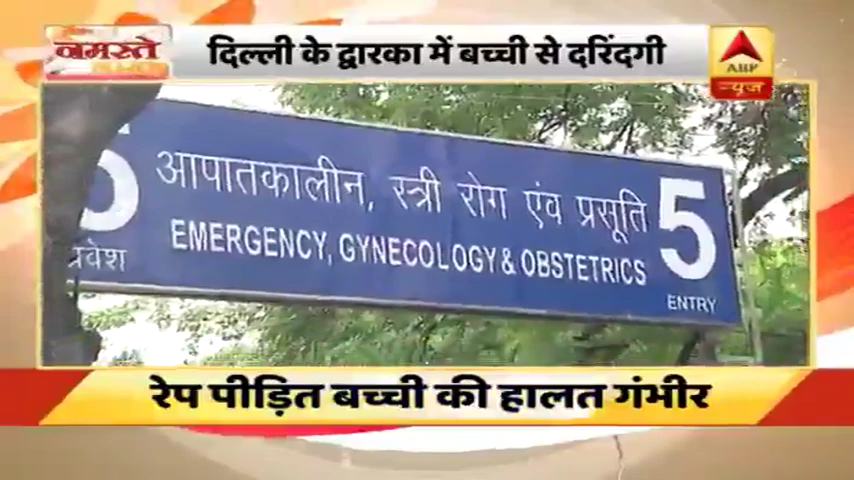 नमस्ते
दिल्ली के द्वारका में बच्ची से दरिंदगी
ABP
न्यूज़
5
आपातकालीन, स्त्री रोग एंव प्रसूति
5
प्रवेश
EMERGENCY, GYNECOLOGY & OBSTETRICS
ENTRY
रेप पीड़ित बच्ची की हालत गंभीर